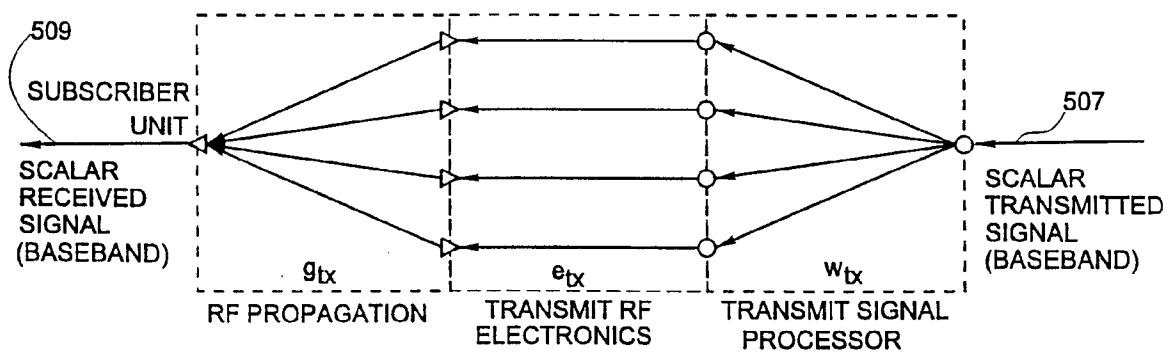 509
SUBSCRIBER
UNIT
SCALAR
RECEIVED
SIGNAL
(BASEBAND)
gtx
RF PROPAGATION
etx
TRANSMIT RF
ELECTRONICS
wtx
TRANSMIT SIGNAL
PROCESSOR
507
SCALAR
TRANSMITTED
SIGNAL
(BASEBAND)